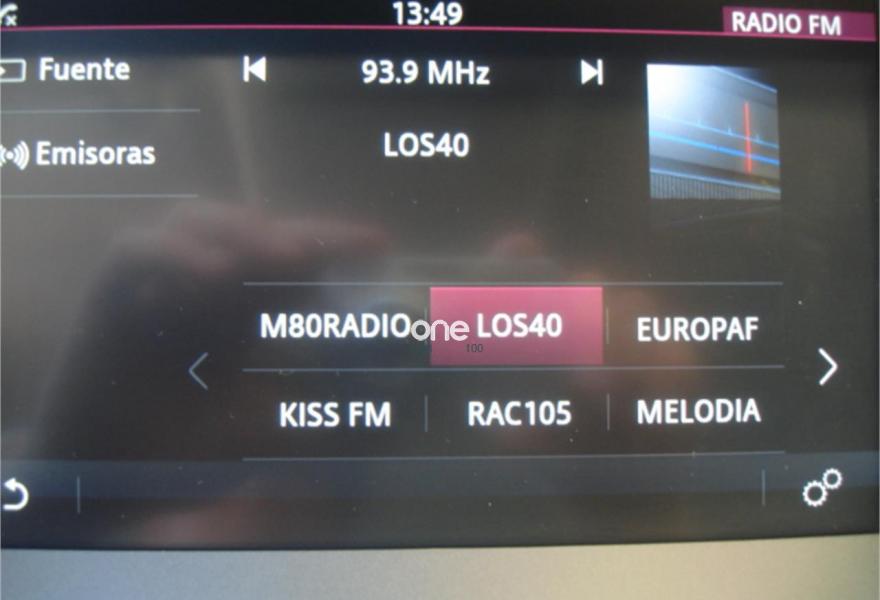 13:49
RADIO FM
Fuente
93.9 MHz
Emisoras
LOS40
M80RADIO
one
LOS40
EUROPAF
100
KISS FM
RAC105
MELODIA